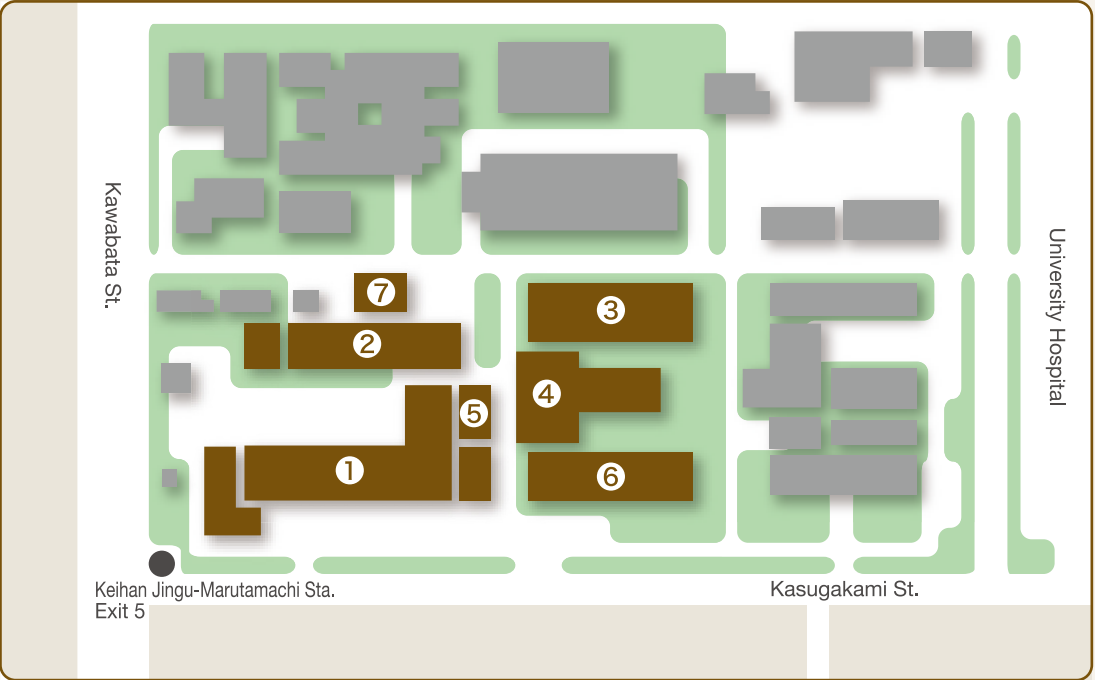 Kawabata St.
University Hospital
7
3
2
4
5
1
6
Keihan Jingu-Marutamachi Sta.
Exit 5
Kasugakami St.